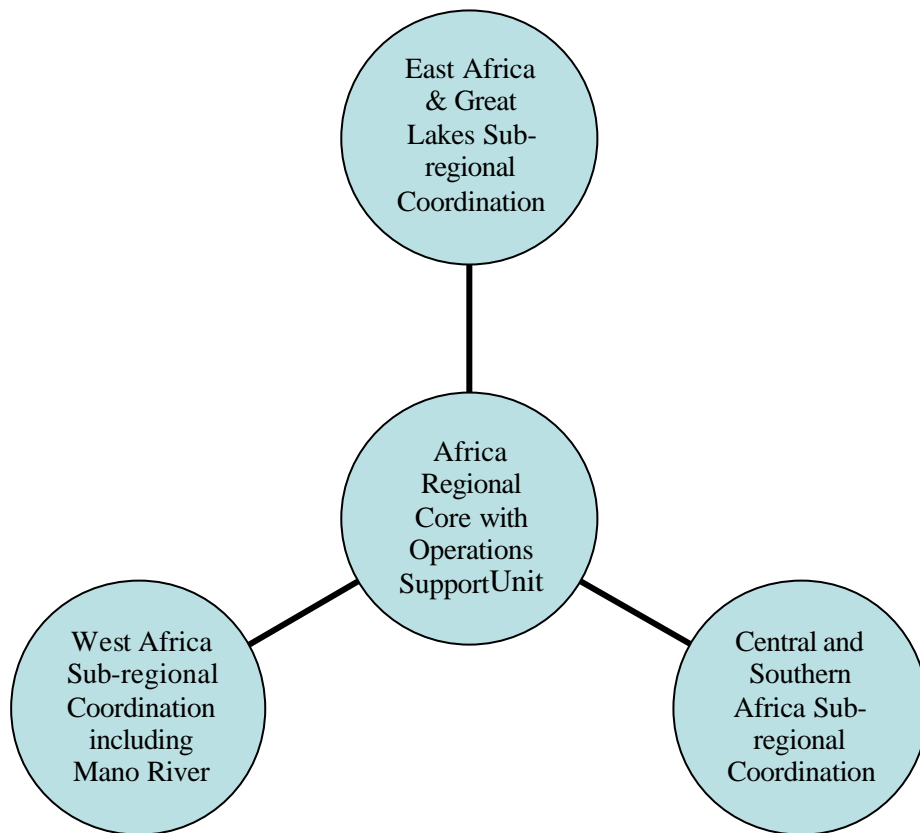 East Africa
& Great
Lakes Sub-
regional
Coordination
Africa
Regional
Core with
Operations
SupportUnit
West Africa
Sub-regional
Coordination
including
Mano River
Central and
Southern
Africa Sub-
regional
Coordination